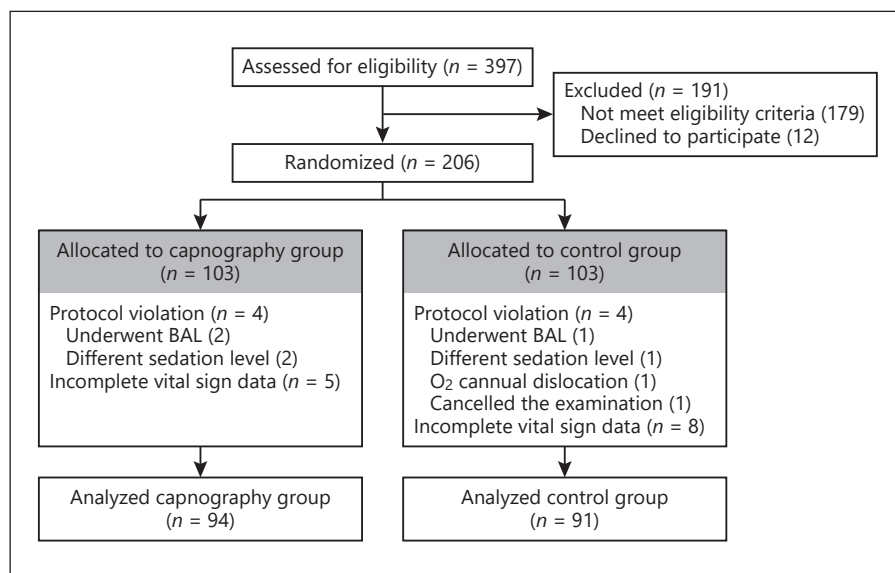 Assessed for eligibility (n = 397)
Excluded (n = 191)
Not meet eligibility criteria (179)
Declined to participate (12)
Randomized (n = 206)
Allocated to capnography group
(n = 103)
Protocol violation (n = 4)
Underwent BAL (2)
Different sedation level (2)
Incomplete vital sign data (n = 5)
Allocated to control group
(n = 103)
Protocol violation (n = 4)
Underwent BAL (1)
Different sedation level (1)
O₂ cannual dislocation (1)
Cancelled the examination (1)
Incomplete vital sign data (n = 8)
Analyzed capnography group
(n = 94)
Analyzed control group
(n = 91)